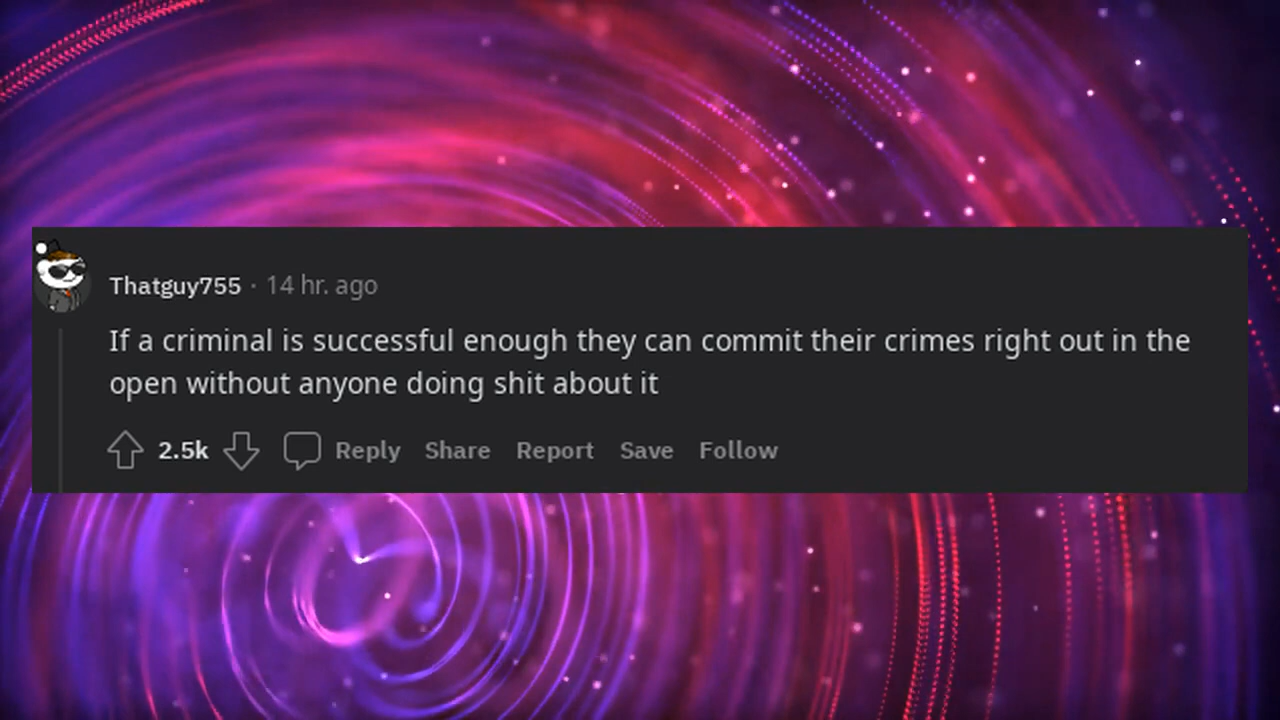 Thatguy755 · 14 hr. ago
If a criminal is successful enough they can commit their crimes right out in the
open without anyone doing shit about it
2.5k Reply Share Report Save Follow